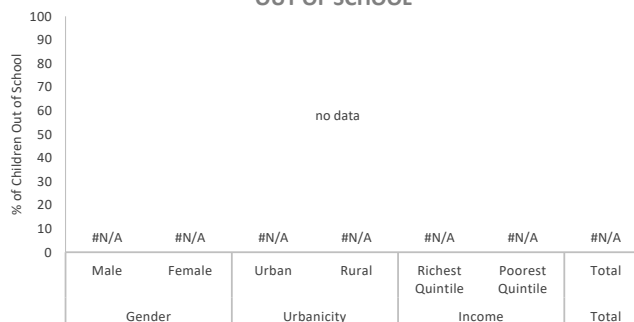 OUT OF SCHOOL
% of Children Out of School
100
90
80
70
60
50
40
30
20
10
0
no data
#N/A #N/A #N/A #N/A #N/A #N/A #N/A
Male Female Urban Rural Richest Quintile Poorest Quintile Total
Gender Urbanicity Income Total